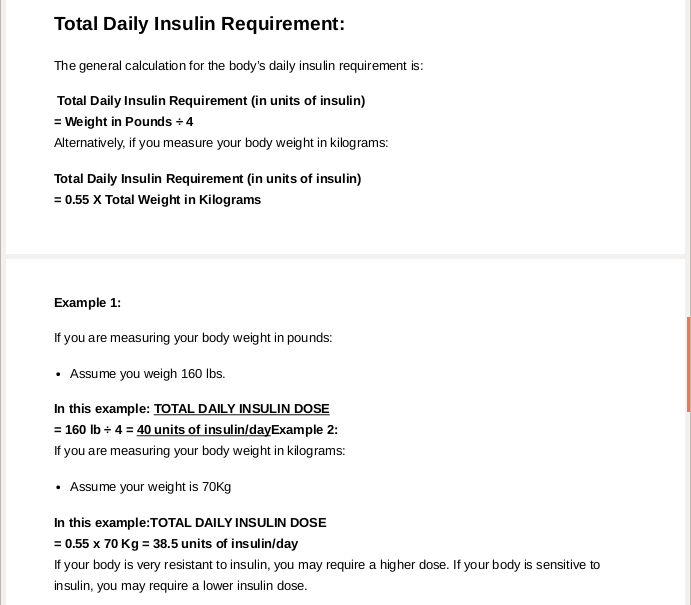 Total Daily Insulin Requirement:
The general calculation for the body's daily insulin requirement is:
Total Daily Insulin Requirement (in units of insulin)
= Weight in Pounds ÷ 4
Alternatively, if you measure your body weight in kilograms:
Total Daily Insulin Requirement (in units of insulin)
= 0.55 X Total Weight in Kilograms
Example 1:
If you are measuring your body weight in pounds:
• Assume you weigh 160 lbs.
In this example: TOTAL DAILY INSULIN DOSE
= 160 lb ÷ 4 = 40 units of insulin/dayExample 2:
If you are measuring your body weight in kilograms:
• Assume your weight is 70Kg
In this example:TOTAL DAILY INSULIN DOSE
= 0.55 x 70 Kg = 38.5 units of insulin/day
If your body is very resistant to insulin, you may require a higher dose. If your body is sensitive to
insulin, you may require a lower insulin dose.